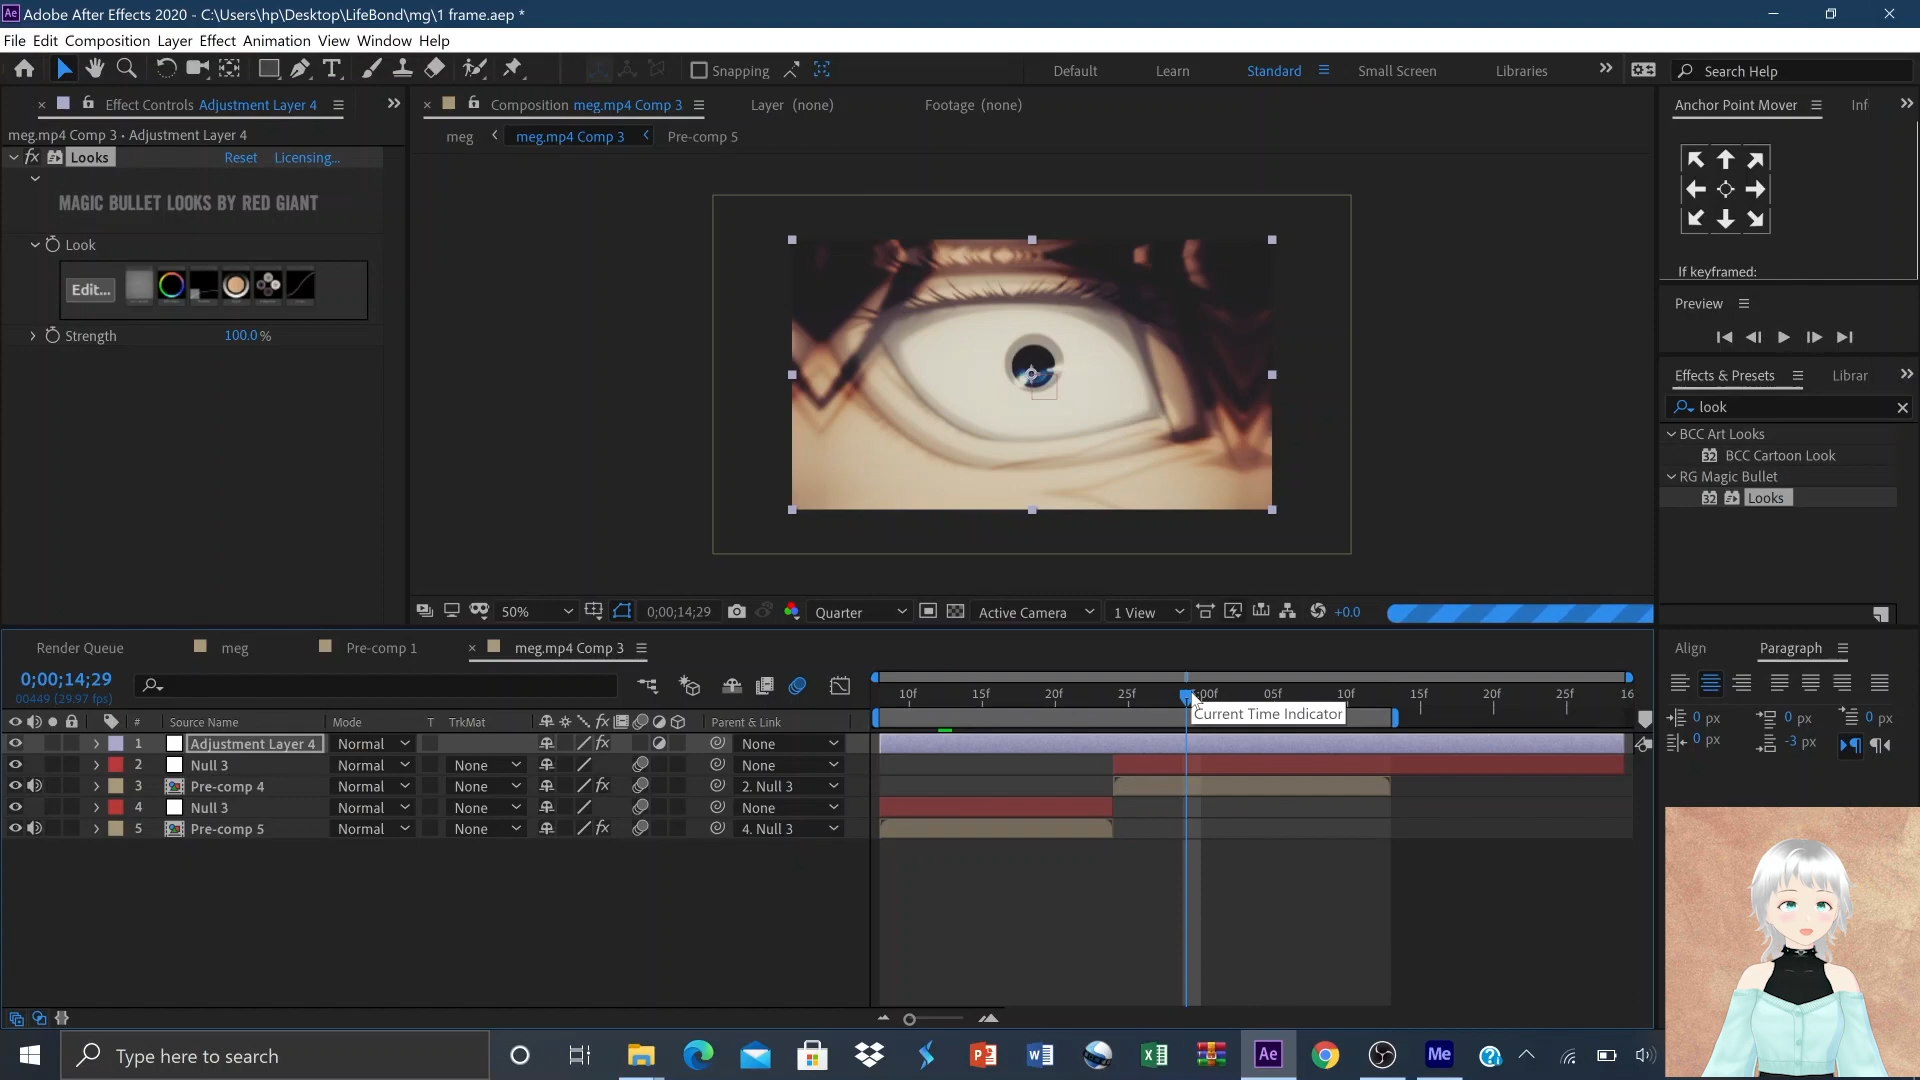 Ae Adobe After Effects 2020 - C:\Users\hp\Desktop\LifeBond\mg\1 frame.aep *
File Edit Composition Layer Effect Animation View Window Help
Snapping
Default Learn Standard Small Screen Libraries
Search Help
Effect Controls Adjustment Layer 4
meg.mp4 Comp 3 • Adjustment Layer 4
fx Looks Reset Licensing...
MAGIC BULLET LOOKS BY RED GIANT
Look
Edit...
Strength 100.0 %
Composition meg.mp4 Comp 3 Layer (none) Footage (none)
meg meg.mp4 Comp 3 Pre-comp 5
50% 0;00;14;29 Quarter Active Camera 1 View +0.0
Anchor Point Mover Inf
If keyframed:
Preview
Effects & Presets Librar
look
BCC Art Looks
32 BCC Cartoon Look
RG Magic Bullet
32 Looks
Render Queue meg Pre-comp 1 meg.mp4 Comp 3
0;00;14;29
00449 (29.97 fps)
# Source Name Mode T TrkMat fx Parent & Link
1 Adjustment Layer 4 Normal fx None
2 Null 3 Normal None None
3 Pre-comp 4 Normal None fx 2. Null 3
4 Null 3 Normal None None
5 Pre-comp 5 Normal None fx 4. Null 3
10f 15f 20f 25f :00f 05f 10f 15f 20f 25f 16
Current Time Indicator
Align Paragraph
0 px 0 px 0 px
0 px -3 px
Type here to search
Ae Me